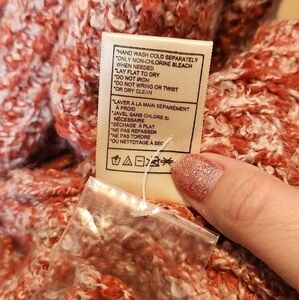 *HAND WASH COLD SEPARATELY
*ONLY NON-CHLORINE BLEACH
WHEN NEEDED
*LAY FLAT TO DRY
*DO NOT IRON
*DO NOT WRING OR TWIST
*OR DRY CLEAN
*LAVER À LA MAIN SÉPARÉMENT
À FROID
*JAVEL SANS CHLORE SI
NÉCESSAIRE
*SÉCHAGE À PLAT
*NE PAS REPASSER
*NE PAS TORDRE
*OU NETTOYAGE À SEC